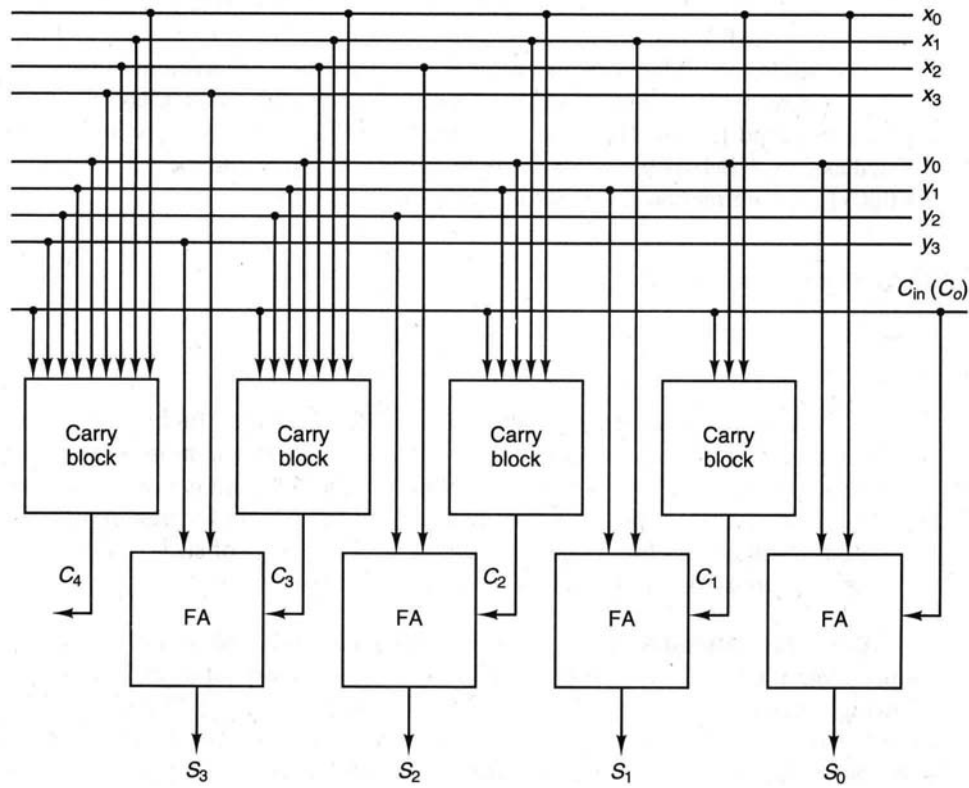 x0
x1
x2
x3
y0
y1
y2
y3
Cin (Co)
Carry block
Carry block
Carry block
Carry block
C4
FA
C3
FA
C2
FA
C1
FA
S3
S2
S1
S0